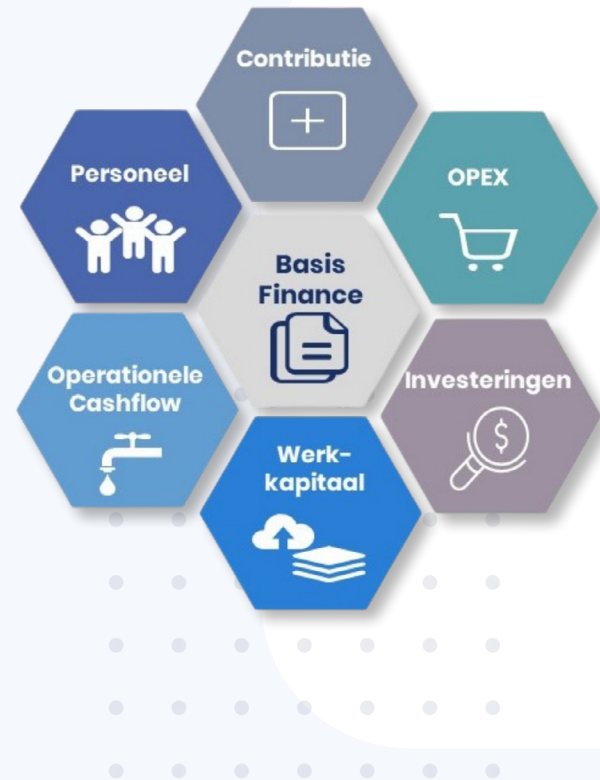 Contributie
Personeel
OPEX
Basis
Finance
Operationele
Cashflow
Investeringen
Werk-
kapitaal
$